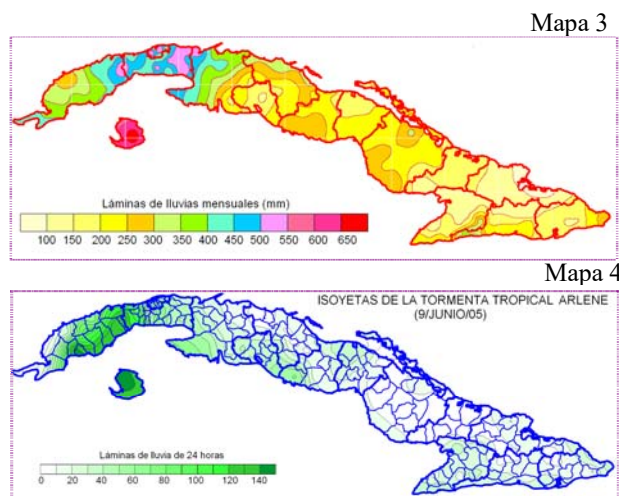 Mapa 3
Láminas de lluvias mensuales (mm)
100 150 200 250 300 350 400 450 500 550 600 650
Mapa 4
ISOYETAS DE LA TORMENTA TROPICAL ARLENE
(9/JUNIO/05)
Láminas de lluvia de 24 horas
0 20 40 60 80 100 120 140